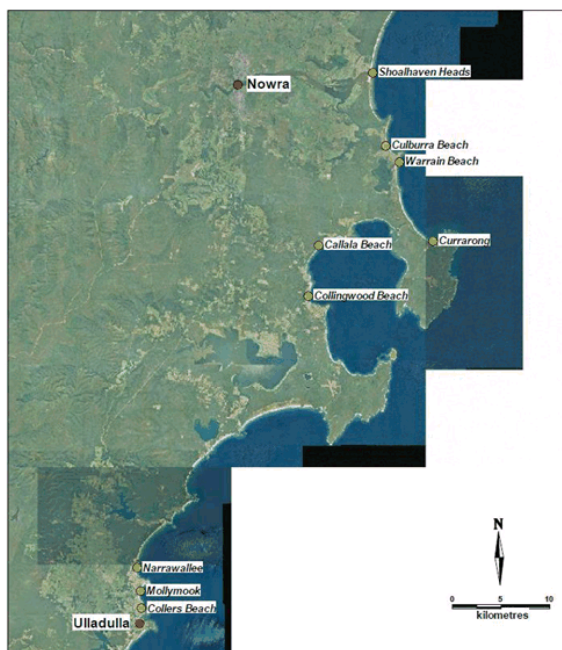 Shoalhaven Heads
Nowra
Culburra Beach
Warrain Beach
Currarong
Callala Beach
Collingwood Beach
N
0 5 10
kilometres
Narrawallee
Mollymook
Collers Beach
Ulladulla